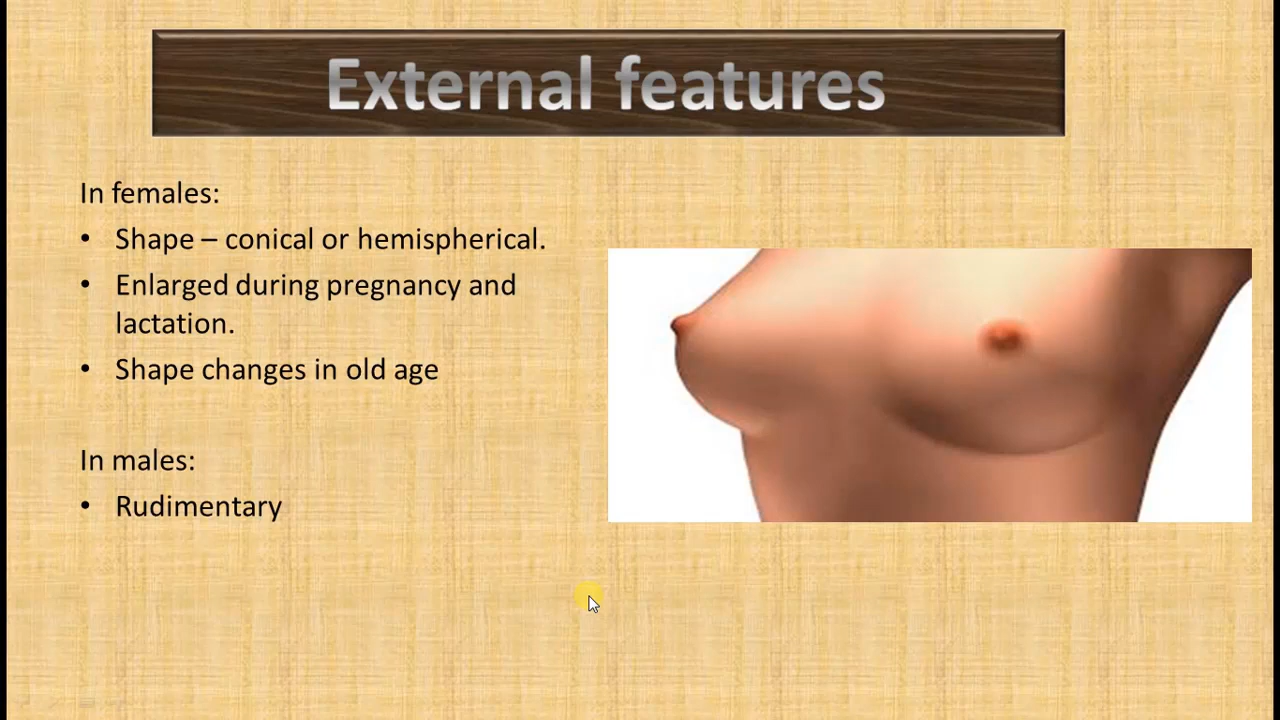 External features
In females:
• Shape – conical or hemispherical.
• Enlarged during pregnancy and
lactation.
• Shape changes in old age
In males:
• Rudimentary